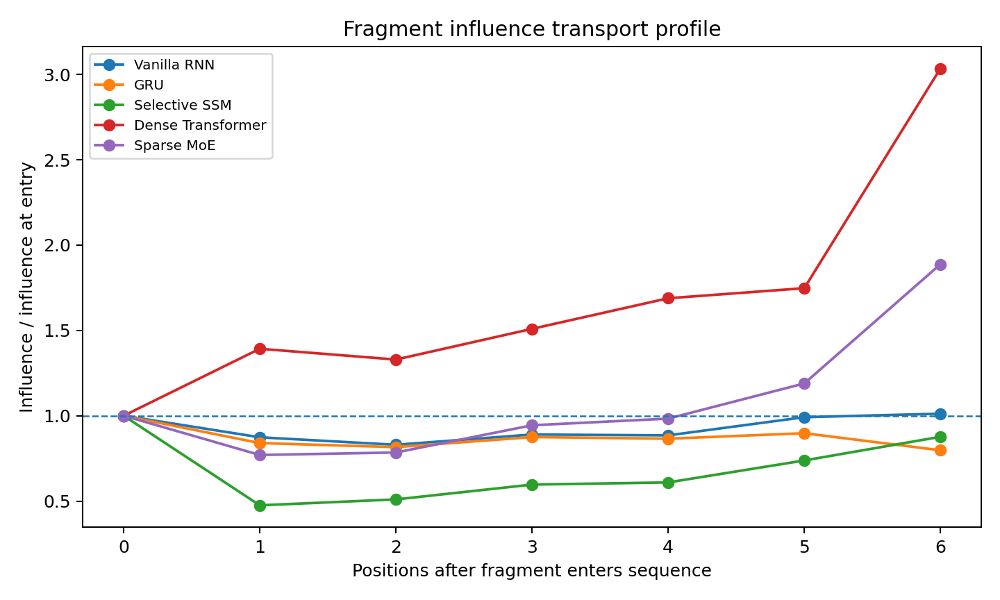 Fragment influence transport profile
Vanilla RNN
GRU
Selective SSM
Dense Transformer
Sparse MoE
Influence / influence at entry
3.0
2.5
2.0
1.5
1.0
0.5
0 1 2 3 4 5 6
Positions after fragment enters sequence